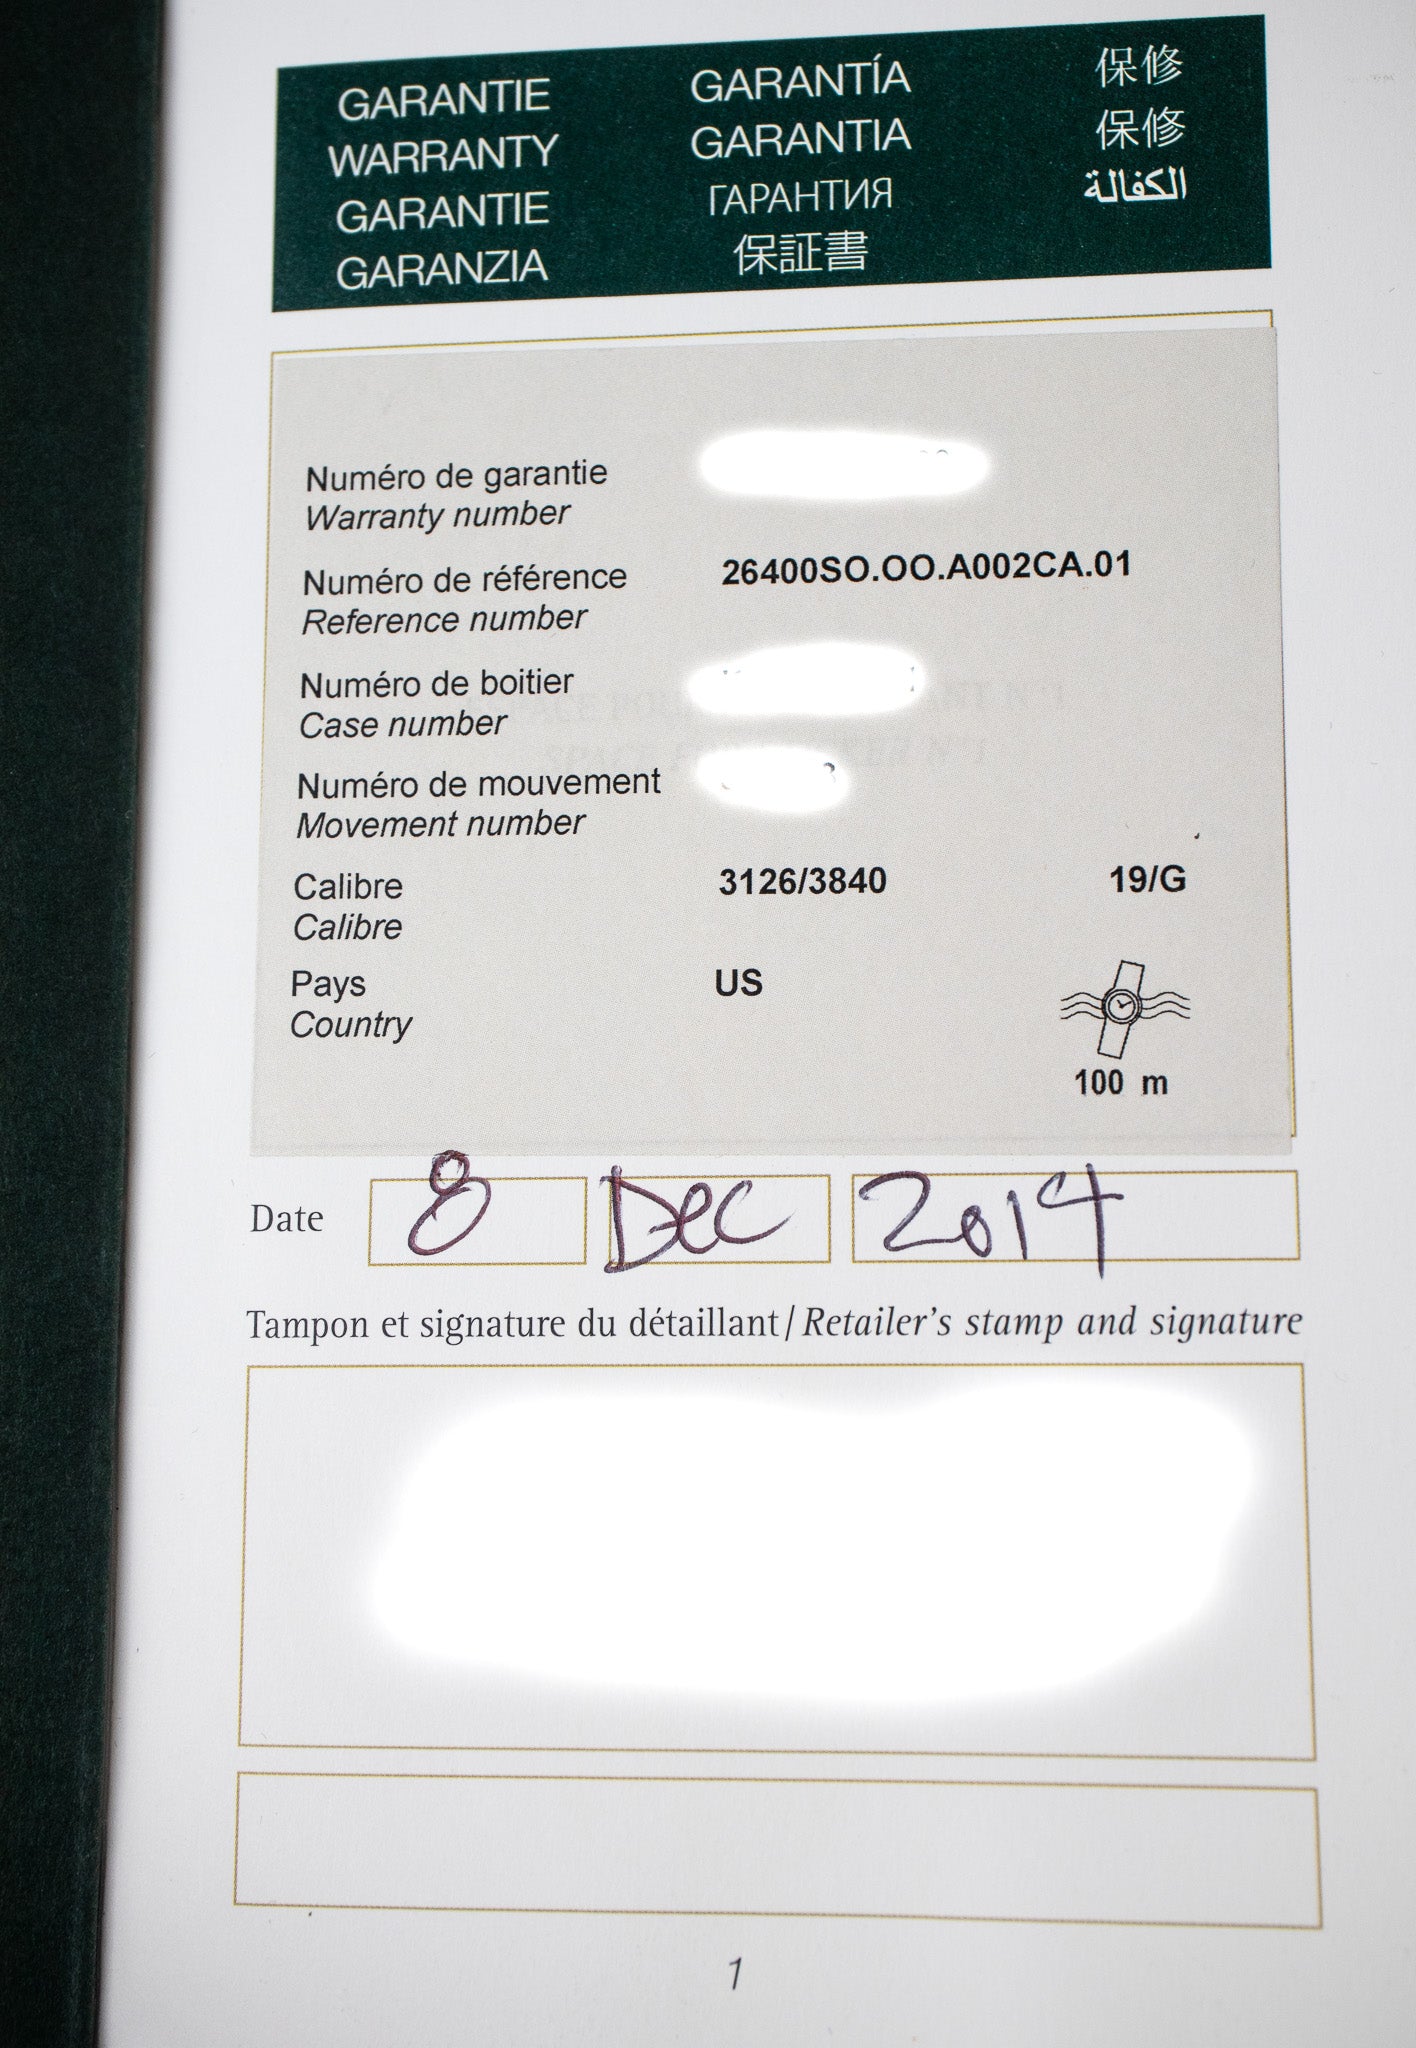 GARANTIE
WARRANTY
GARANTIE
GARANZIA
GARANTÍA
GARANTIA
ГАРАНТИЯ
保証書
保修
保修
الكفالة
Numéro de garantie
Warranty number
Numéro de référence 26400SO.OO.A002CA.01
Reference number
Numéro de boitier
Case number
Numéro de mouvement
Movement number
Calibre 3126/3840 19/G
Calibre
Pays US
Country
100 m
Date 8 Dec 2014
Tampon et signature du détaillant/Retailer's stamp and signature
1